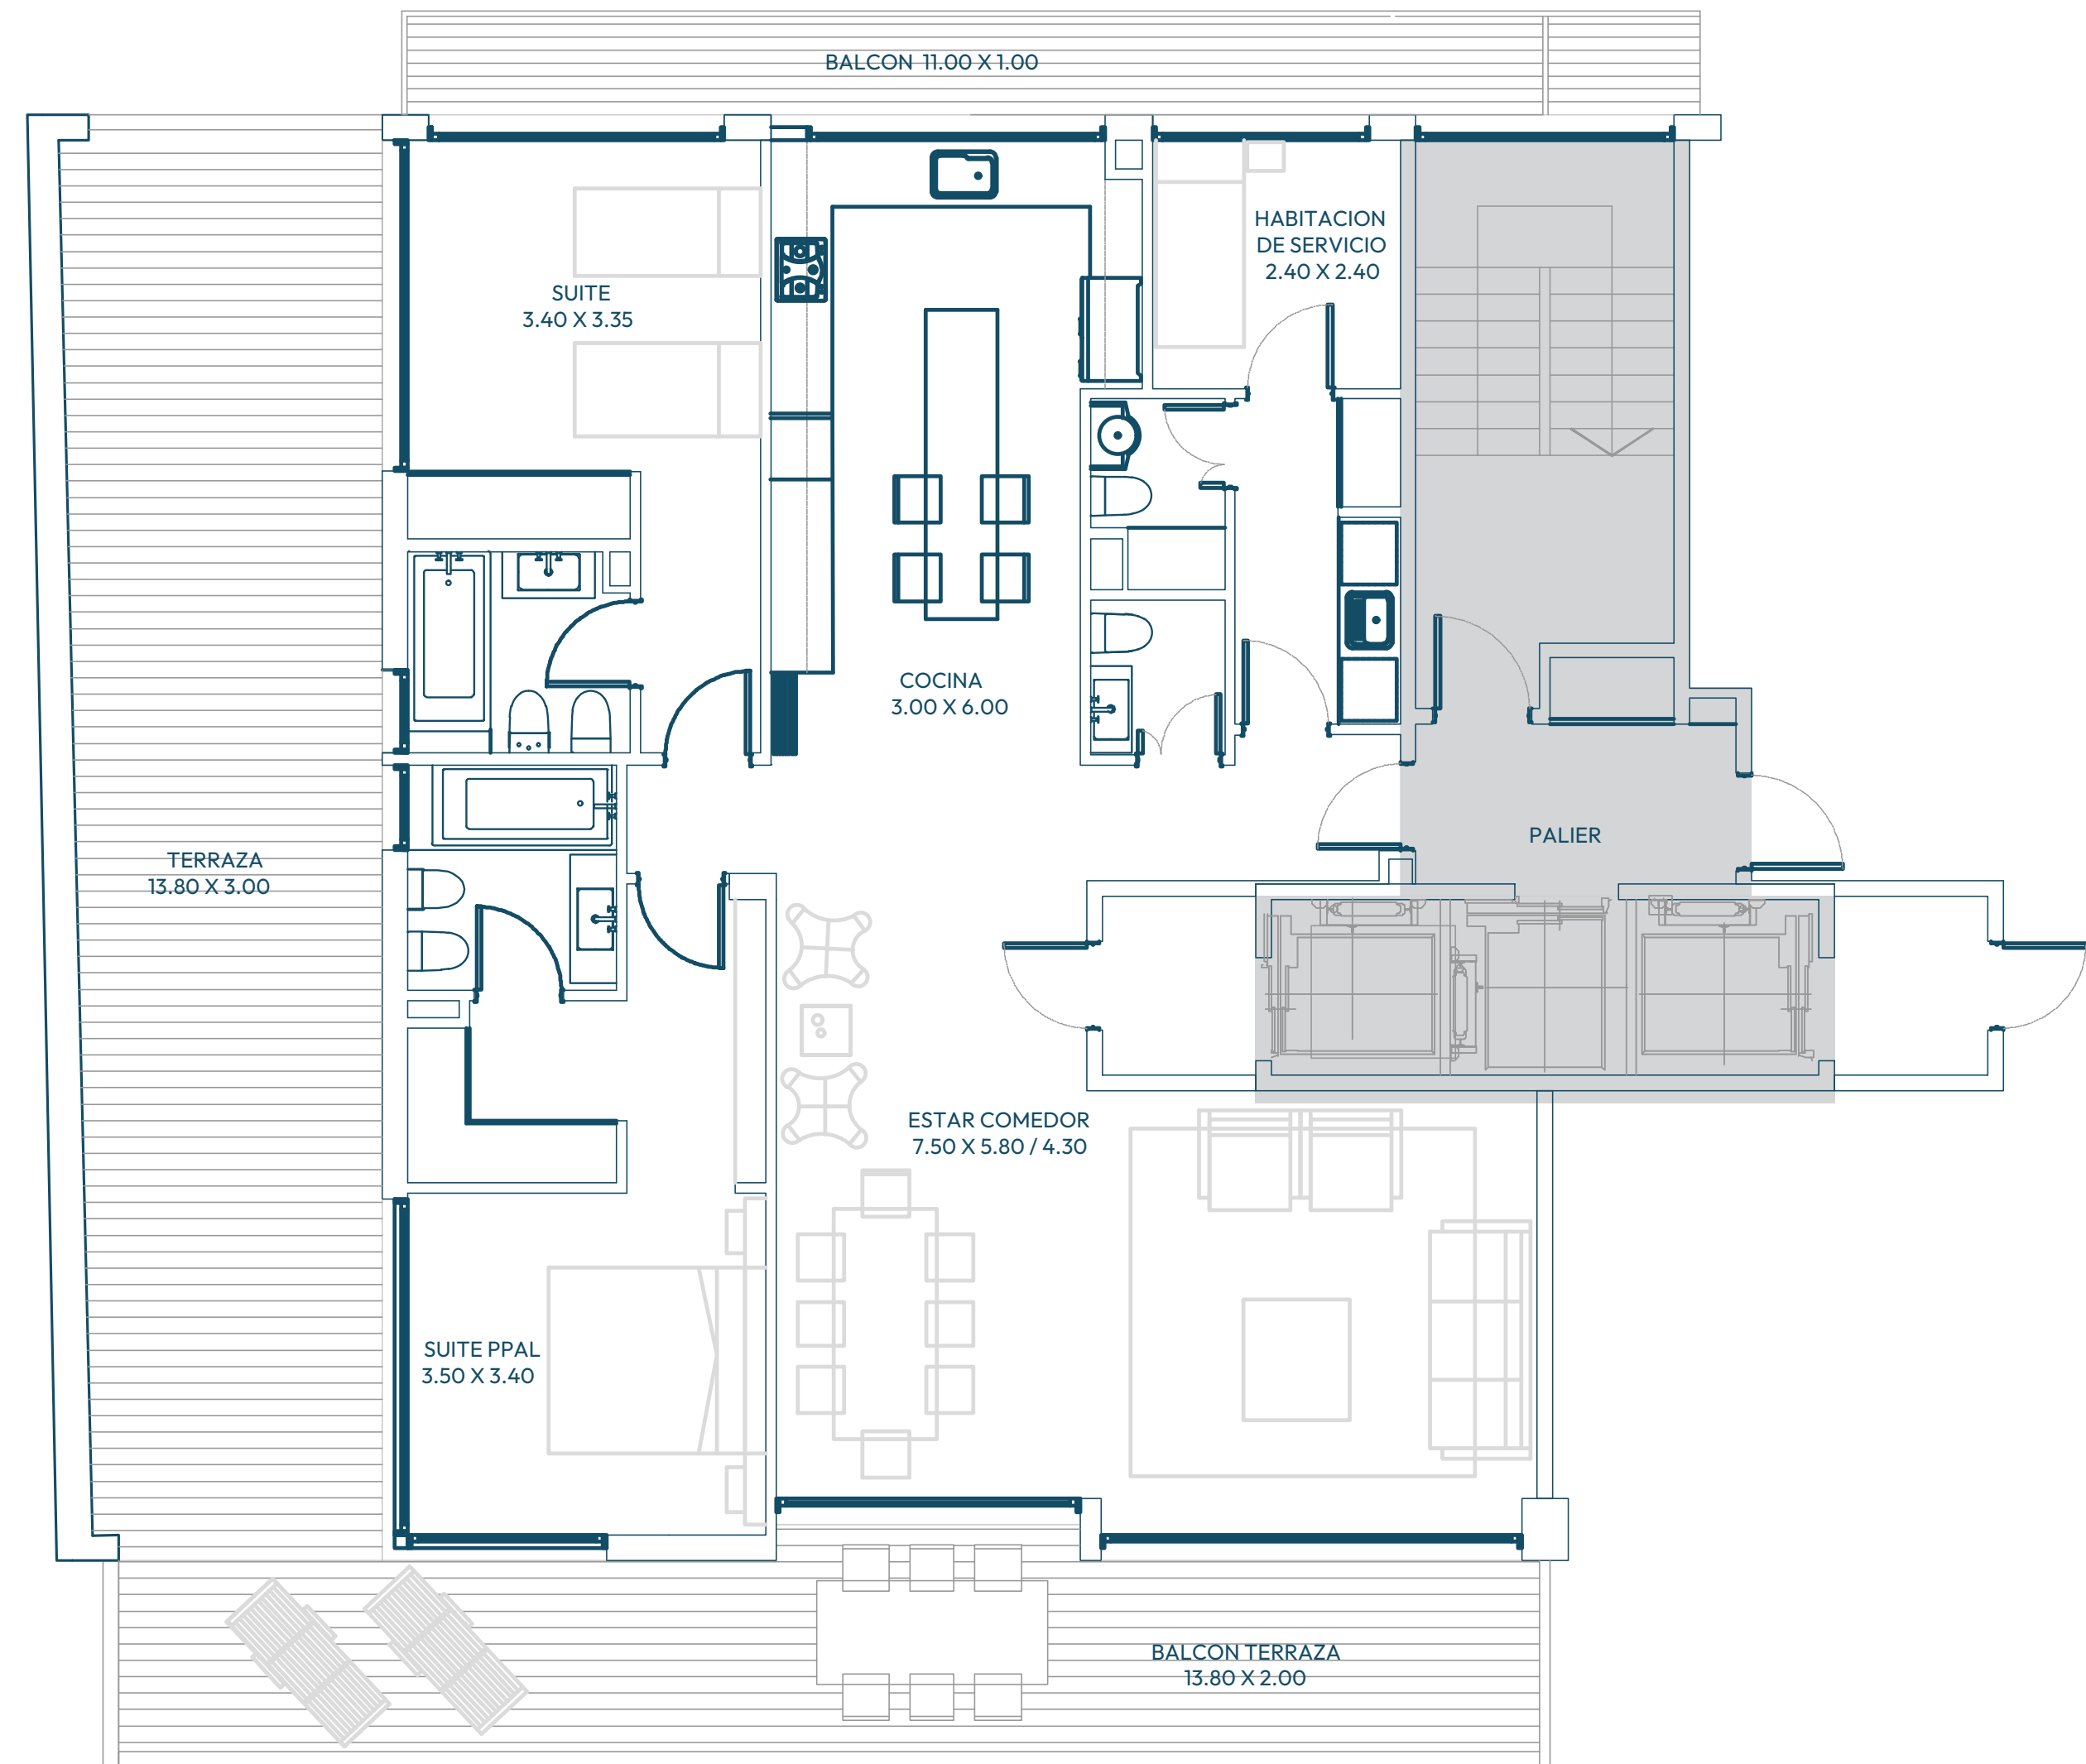 BALCON 11.00 X 1.00
HABITACION
DE SERVICIO
2.40 X 2.40
SUITE
3.40 X 3.35
COCINA
3.00 X 6.00
PALIER
TERRAZA
13.80 X 3.00
ESTAR COMEDOR
7.50 X 5.80 / 4.30
SUITE PPAL
3.50 X 3.40
BALCON TERRAZA
13.80 X 2.00